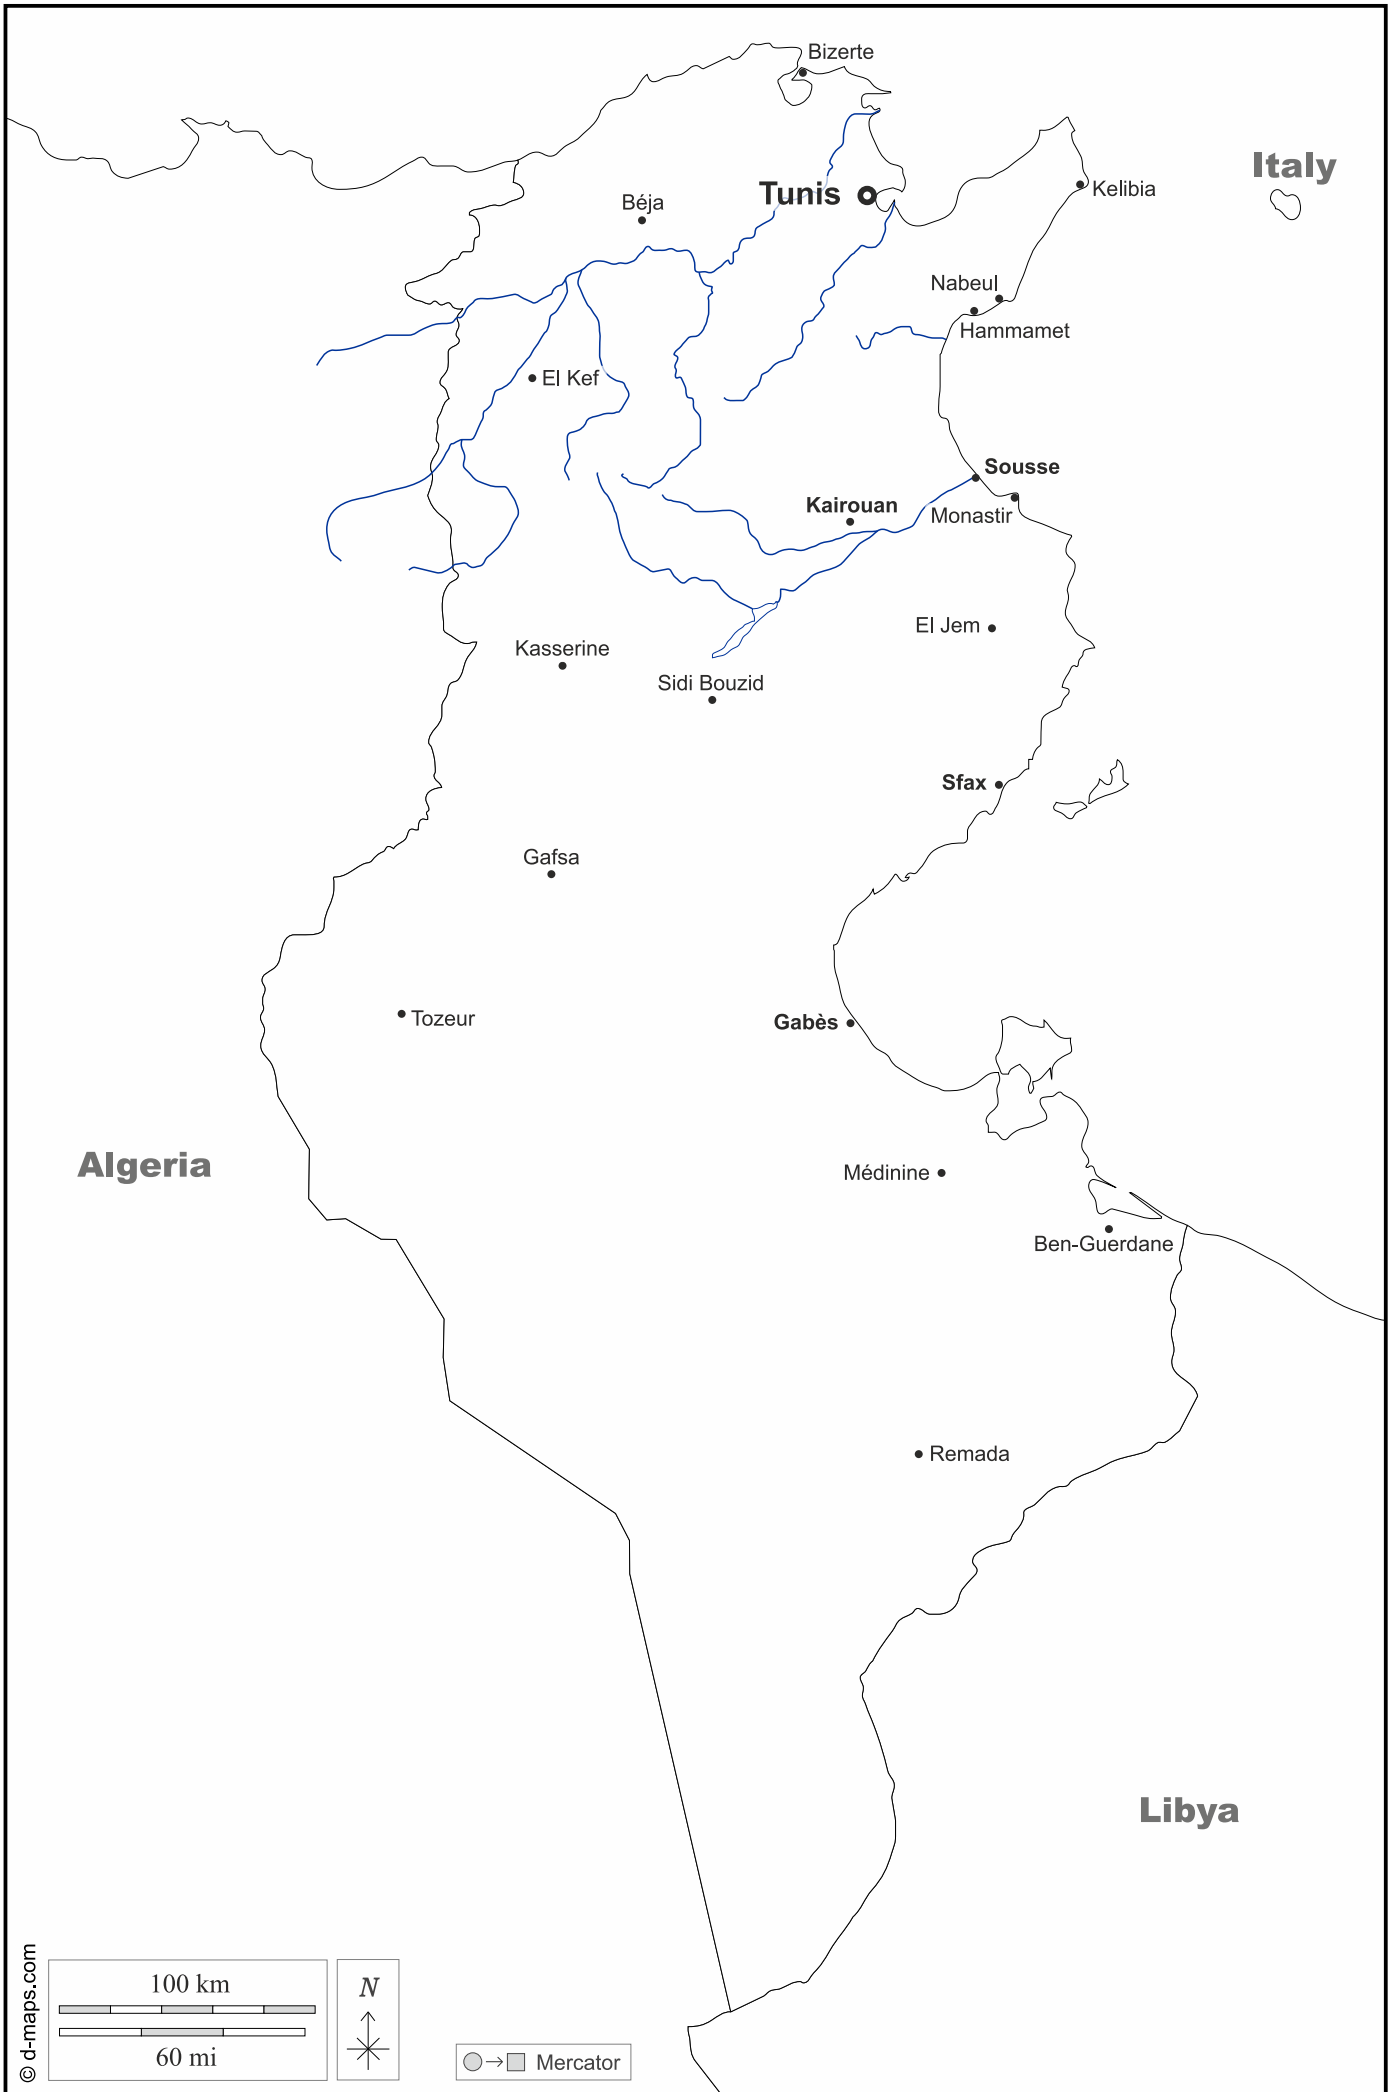 Bizerte
Italy
Tunis
Kelibia
Béja
Nabeul
Hammamet
El Kef
Sousse
Kairouan
Monastir
El Jem
Kasserine
Sidi Bouzid
Sfax
Gafsa
Tozeur
Gabès
Algeria
Médinine
Ben-Guerdane
Remada
Libya
© d-maps.com
100 km
60 mi
N
Mercator